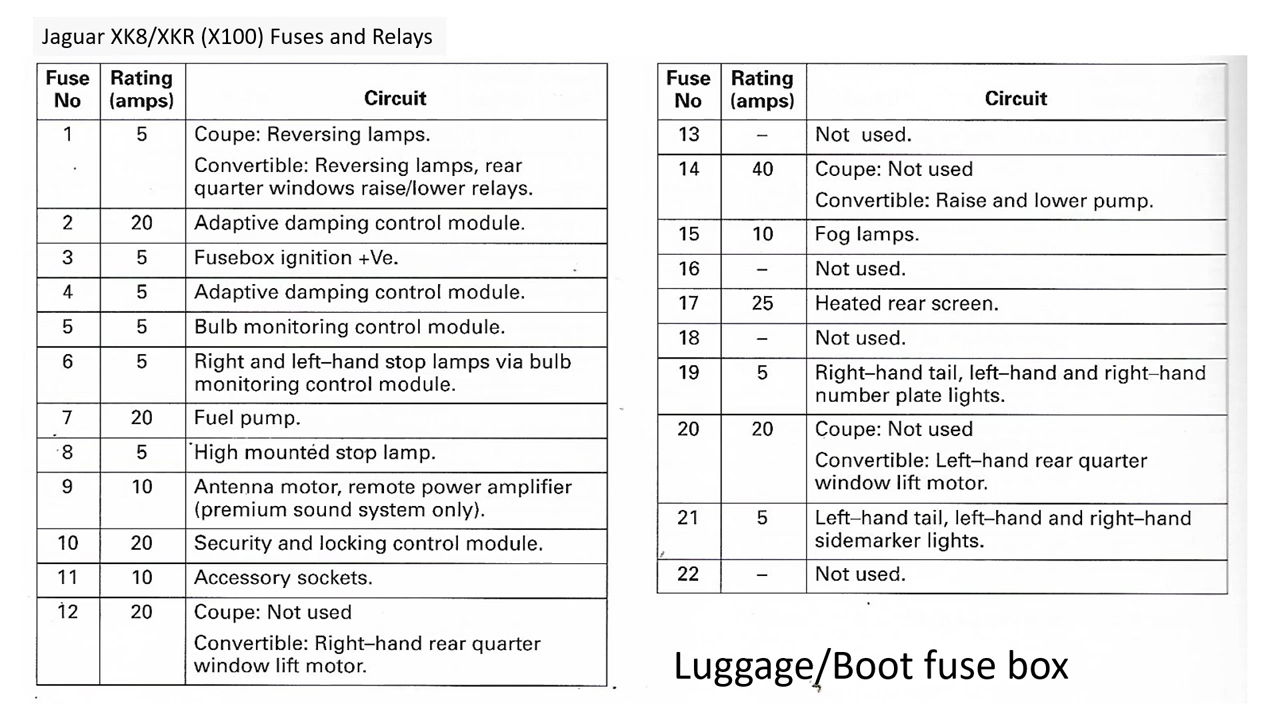 Jaguar XK8/XKR (X100) Fuses and Relays
Fuse No Rating (amps) Circuit
1 5 Coupe: Reversing lamps.
Convertible: Reversing lamps, rear
quarter windows raise/lower relays.
2 20 Adaptive damping control module.
3 5 Fusebox ignition +Ve.
4 5 Adaptive damping control module.
5 5 Bulb monitoring control module.
6 5 Right and left–hand stop lamps via bulb
monitoring control module.
7 20 Fuel pump.
8 5 High mounted stop lamp.
9 10 Antenna motor, remote power amplifier
(premium sound system only).
10 20 Security and locking control module.
11 10 Accessory sockets.
12 20 Coupe: Not used
Convertible: Right–hand rear quarter
window lift motor.
Fuse No Rating (amps) Circuit
13 – Not used.
14 40 Coupe: Not used
Convertible: Raise and lower pump.
15 10 Fog lamps.
16 – Not used.
17 25 Heated rear screen.
18 – Not used.
19 5 Right–hand tail, left–hand and right–hand
number plate lights.
20 20 Coupe: Not used
Convertible: Left–hand rear quarter
window lift motor.
21 5 Left–hand tail, left–hand and right–hand
sidemarker lights.
22 – Not used.
Luggage/Boot fuse box